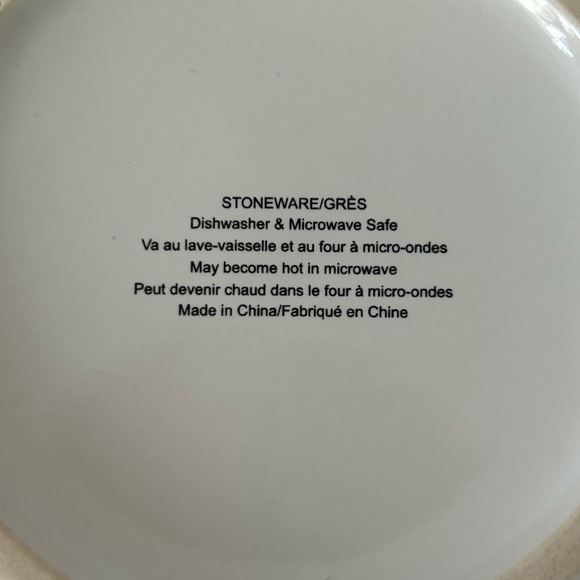 STONEWARE/GRÈS
Dishwasher & Microwave Safe
Va au lave-vaisselle et au four à micro-ondes
May become hot in microwave
Peut devenir chaud dans le four à micro-ondes
Made in China/Fabriqué en Chine